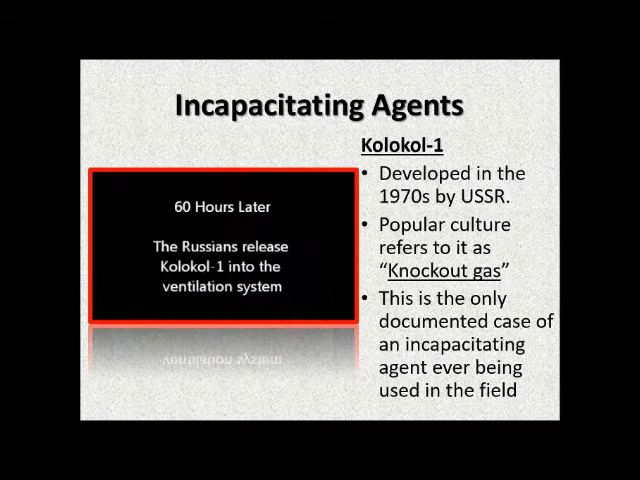 Incapacitating Agents
60 Hours Later
The Russians release
Kolokol-1 into the
ventilation system
Kolokol-1
• Developed in the
1970s by USSR.
• Popular culture
refers to it as
“Knockout gas”
• This is the only
documented case of
an incapacitating
agent ever being
used in the field